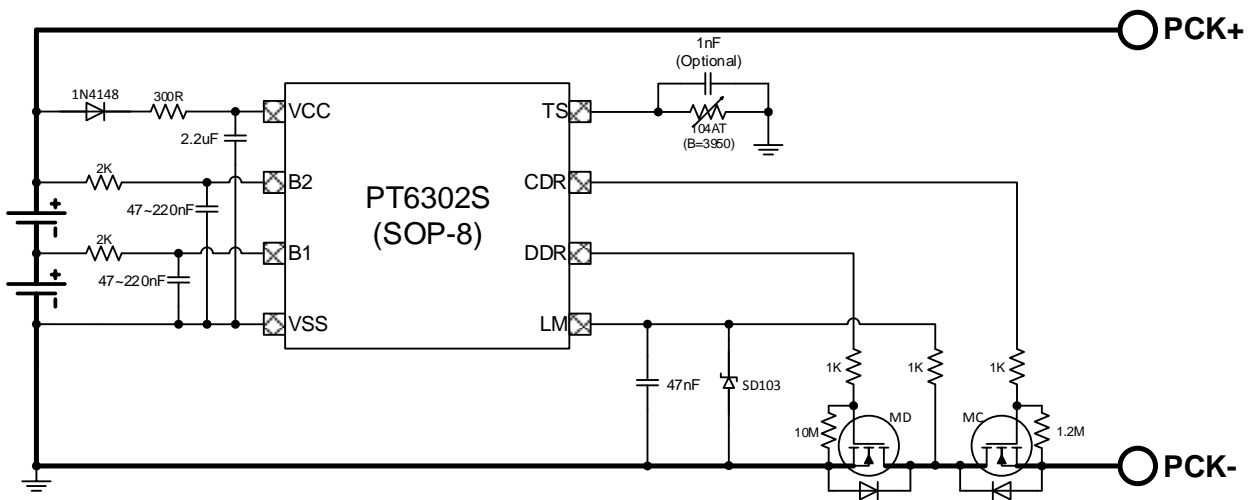 PCK+
1nF
(Optional)
1N4148
300R
VCC
TS
2.2uF
104AT
(B=3950)
2K
B2
CDR
47~220nF
PT6302S
(SOP-8)
2K
B1
DDR
47~220nF
VSS
LM
47nF
SD103
1K
1K
1K
10M
MD
MC
1.2M
PCK-
+
-
+
-